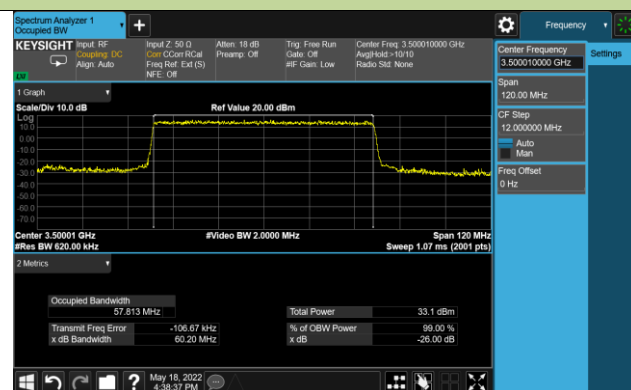 Spectrum Analyzer 1
Occupied BW
Frequency
KEYSIGHT
Input: RF
Coupling: DC
Align: Auto
Input Z: 50 Ω
Corr CCorr RCal
Freq Ref: Ext (S)
NFE: Off
Atten: 18 dB
Preamp: Off
Trig: Free Run
Gate: Off
#IF Gain: Low
Center Freq: 3.500010000 GHz
Avg|Hold:>10/10
Radio Std: None
LXI
Center Frequency
3.500010000 GHz
Settings
Span
120.00 MHz
CF Step
12.000000 MHz
Auto
Man
Freq Offset
0 Hz
1 Graph
Scale/Div 10.0 dB
Ref Value 20.00 dBm
Log
10.0
0.00
-10.0
-20.0
-30.0
-40.0
-50.0
-60.0
-70.0
Center 3.50001 GHz
#Video BW 2.0000 MHz
Span 120 MHz
#Res BW 620.00 kHz
Sweep 1.07 ms (2001 pts)
2 Metrics
Occupied Bandwidth
57.813 MHz
Total Power
33.1 dBm
Transmit Freq Error
-106.67 kHz
% of OBW Power
99.00 %
x dB Bandwidth
60.20 MHz
x dB
-26.00 dB
?
May 18, 2022
4:38:37 PM